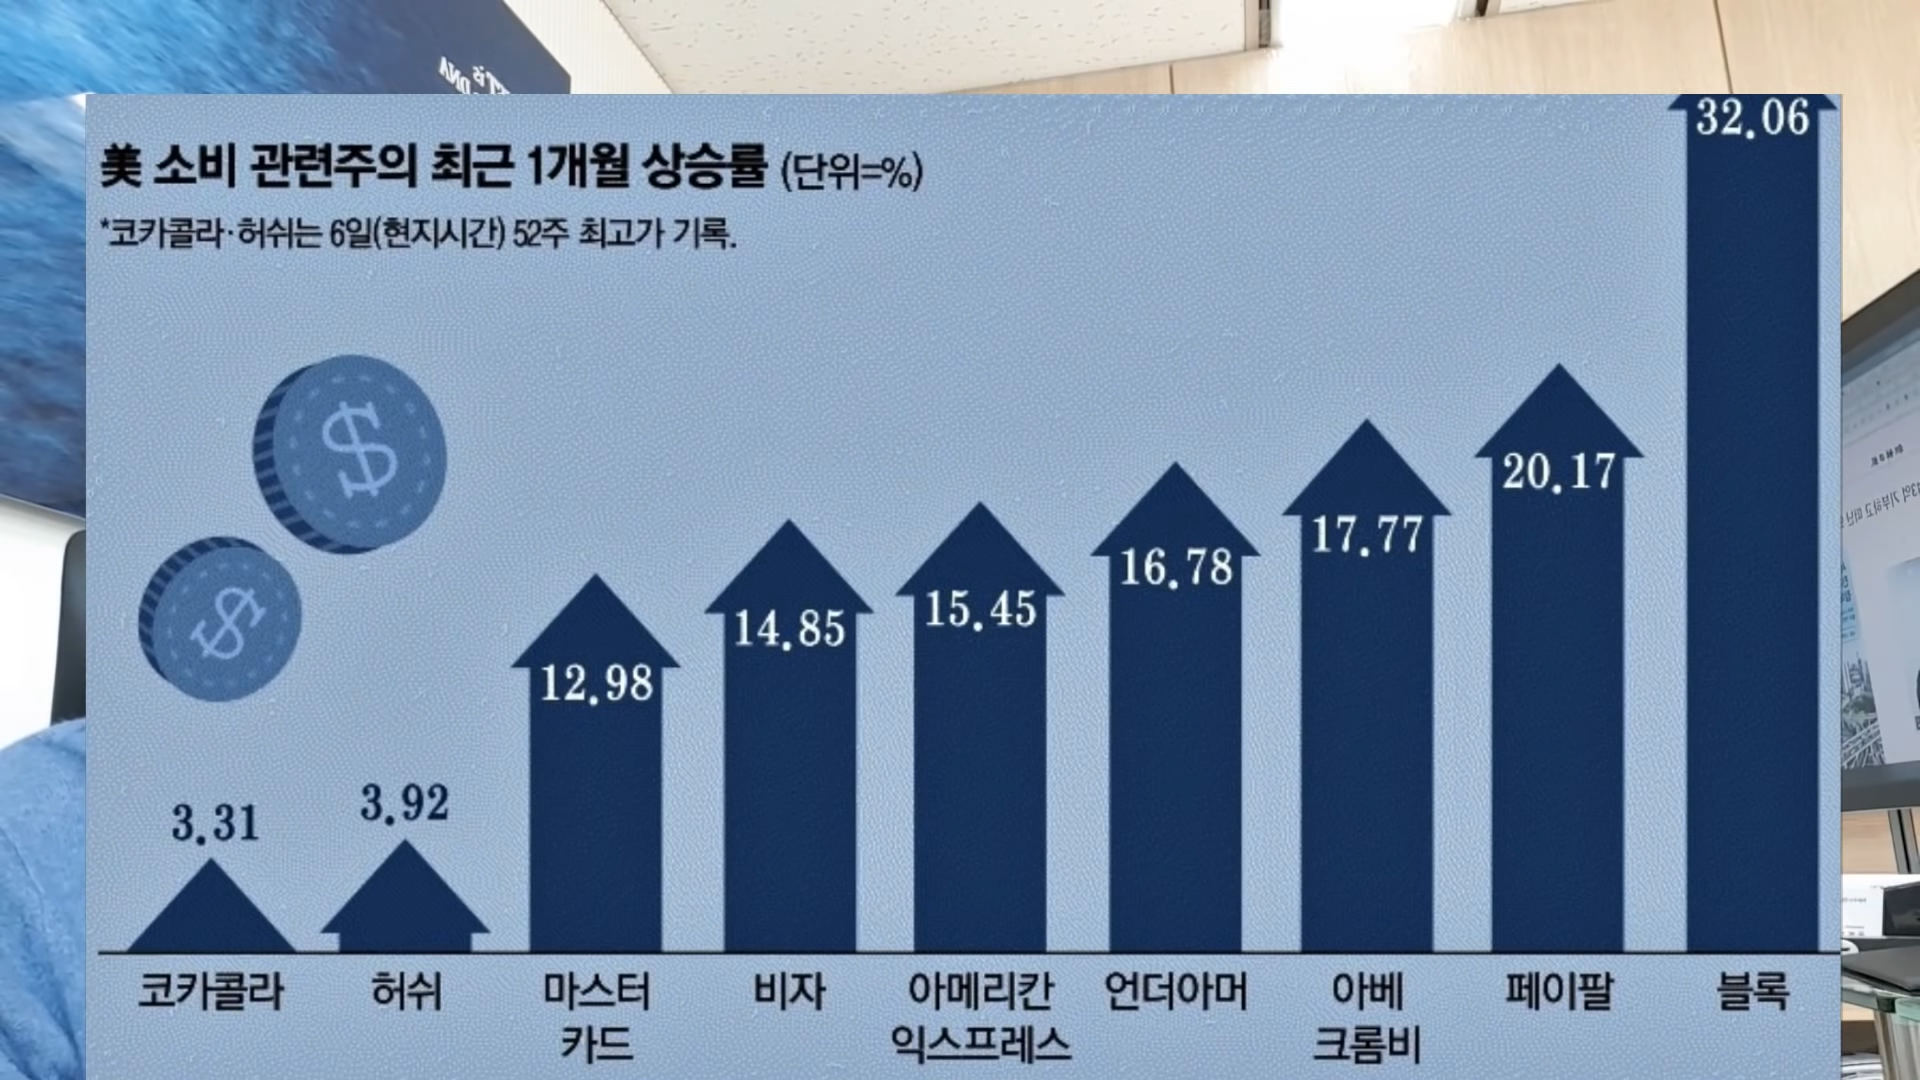 美 소비 관련주의 최근 1개월 상승률 (단위=%)
*코카콜라·허쉬는 6일(현지시간) 52주 최고가 기록.
32.06
20.17
17.77
16.78
15.45
14.85
12.98
3.92
3.31
코카콜라 허쉬 마스터 비자 아메리칸 언더아머 아베 페이팔 블록
카드 익스프레스 크롬비